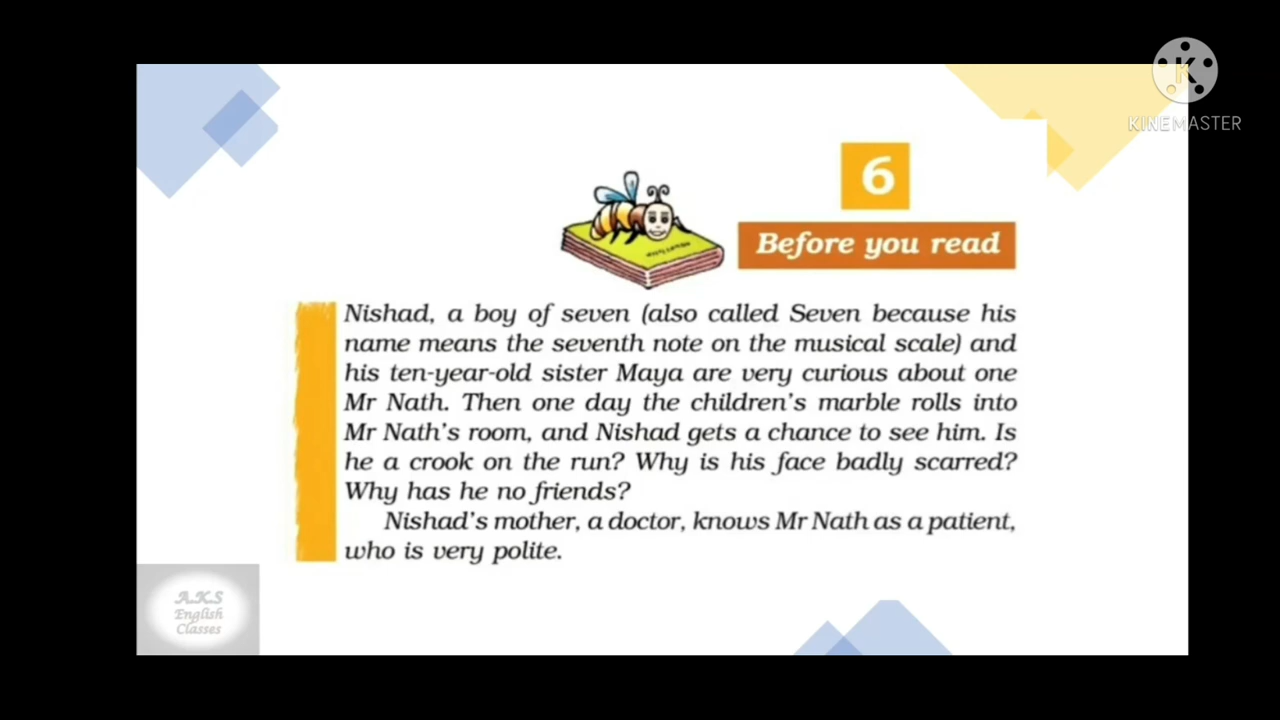 KINEMASTER
6
Before you read
Nishad, a boy of seven (also called Seven because his
name means the seventh note on the musical scale) and
his ten-year-old sister Maya are very curious about one
Mr Nath. Then one day the children's marble rolls into
Mr Nath's room, and Nishad gets a chance to see him. Is
he a crook on the run? Why is his face badly scarred?
Why has he no friends?
Nishad's mother, a doctor, knows Mr Nath as a patient,
who is very polite.
A.K.S
English
Classes